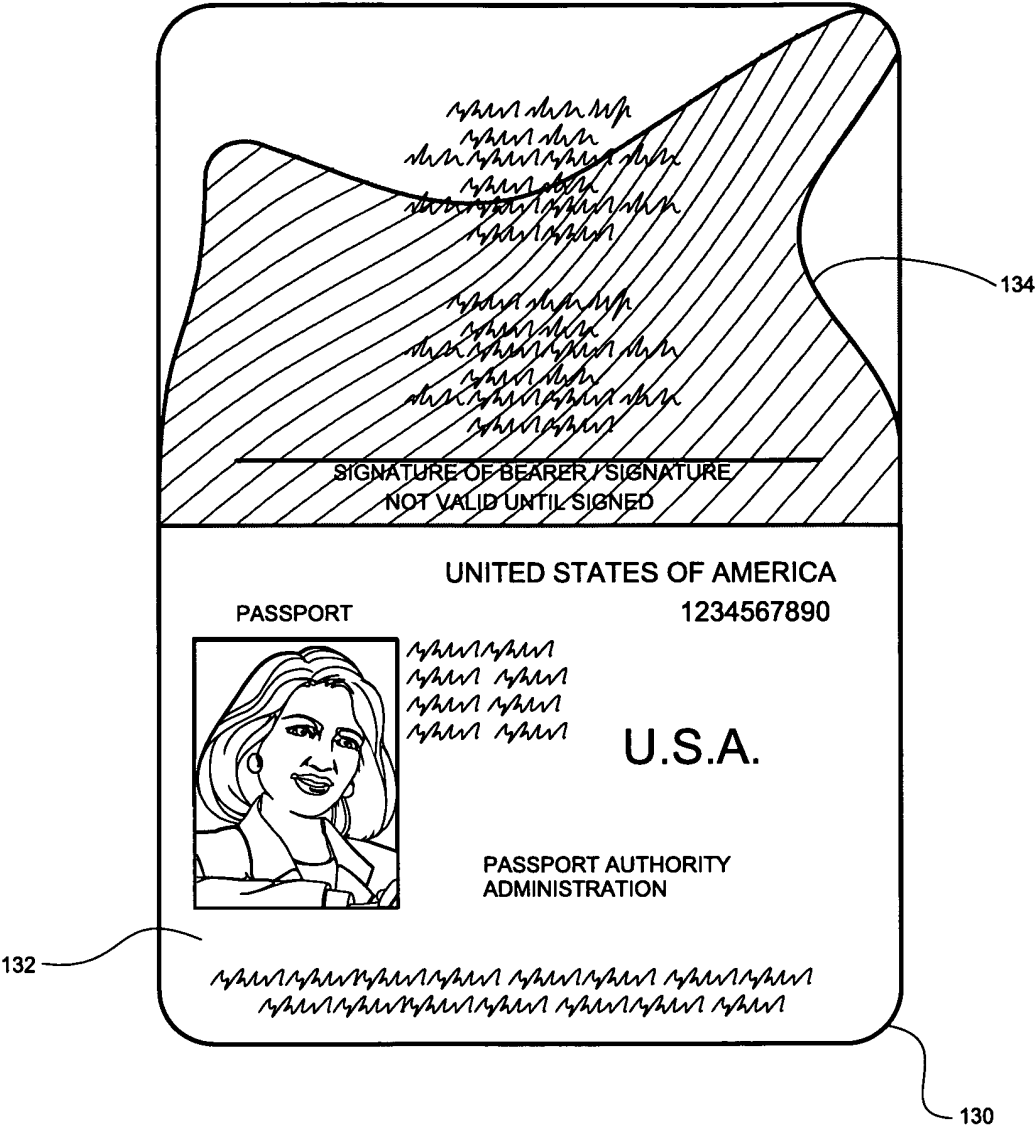 134
SIGNATURE OF BEARER / SIGNATURE
NOT VALID UNTIL SIGNED
UNITED STATES OF AMERICA
PASSPORT
1234567890
U.S.A.
PASSPORT AUTHORITY
ADMINISTRATION
132
130